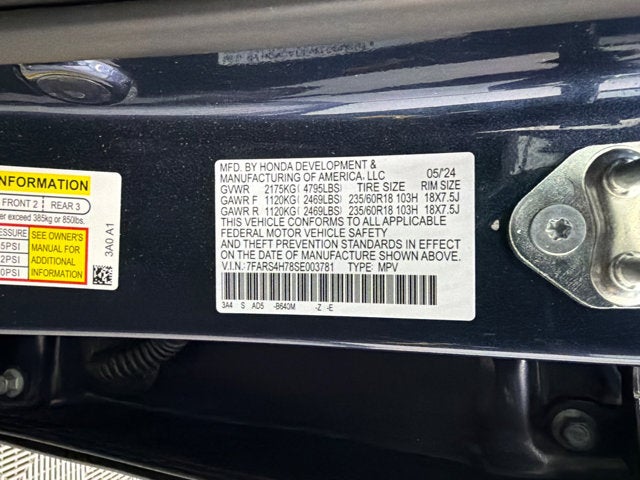 INFORMATION
FRONT 2 | REAR 3
er exceed 385kg or 850lbs.
SEE OWNER'S
MANUAL FOR
ADDITIONAL
INFORMATION
3A0 A1
MFD. BY HONDA DEVELOPMENT &
MANUFACTURING OF AMERICA, LLC 05/'24
GVWR 2175KG( 4795LBS) TIRE SIZE RIM SIZE
GAWR F 1120KG( 2469LBS) 235/60R18 103H 18X7.5J
GAWR R 1120KG( 2469LBS) 235/60R18 103H 18X7.5J
THIS VEHICLE CONFORMS TO ALL APPLICABLE
FEDERAL MOTOR VEHICLE SAFETY
AND THEFT PREVENTION STANDARDS IN EFFECT
ON THE DATE OF MANUFACTURE SHOWN ABOVE.
V.I.N.:7FARS4H78SE003781 TYPE: MPV
3A4 S AD5 -B640M -Z -E